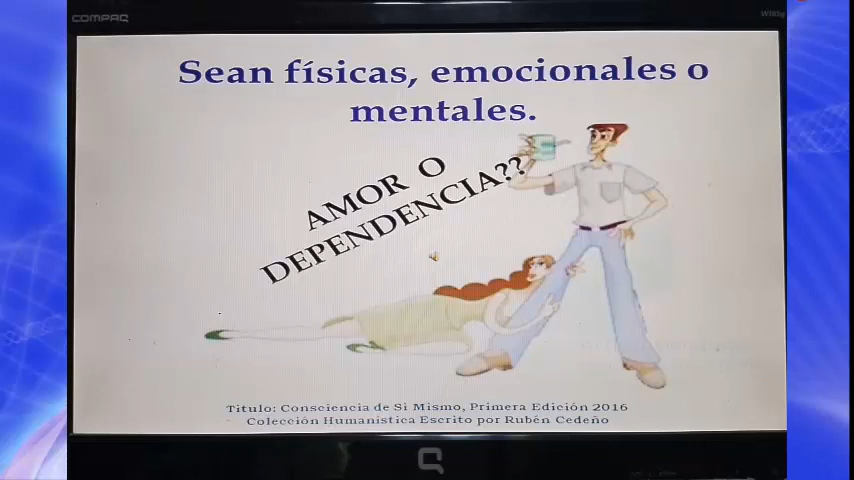 COMPAQ
W185q
Sean físicas, emocionales o
mentales.
AMOR O
DEPENDENCIA??
Titulo: Consciencia de Si Mismo, Primera Edición 2016
Colección Humanística Escrito por Rubén Cedeño